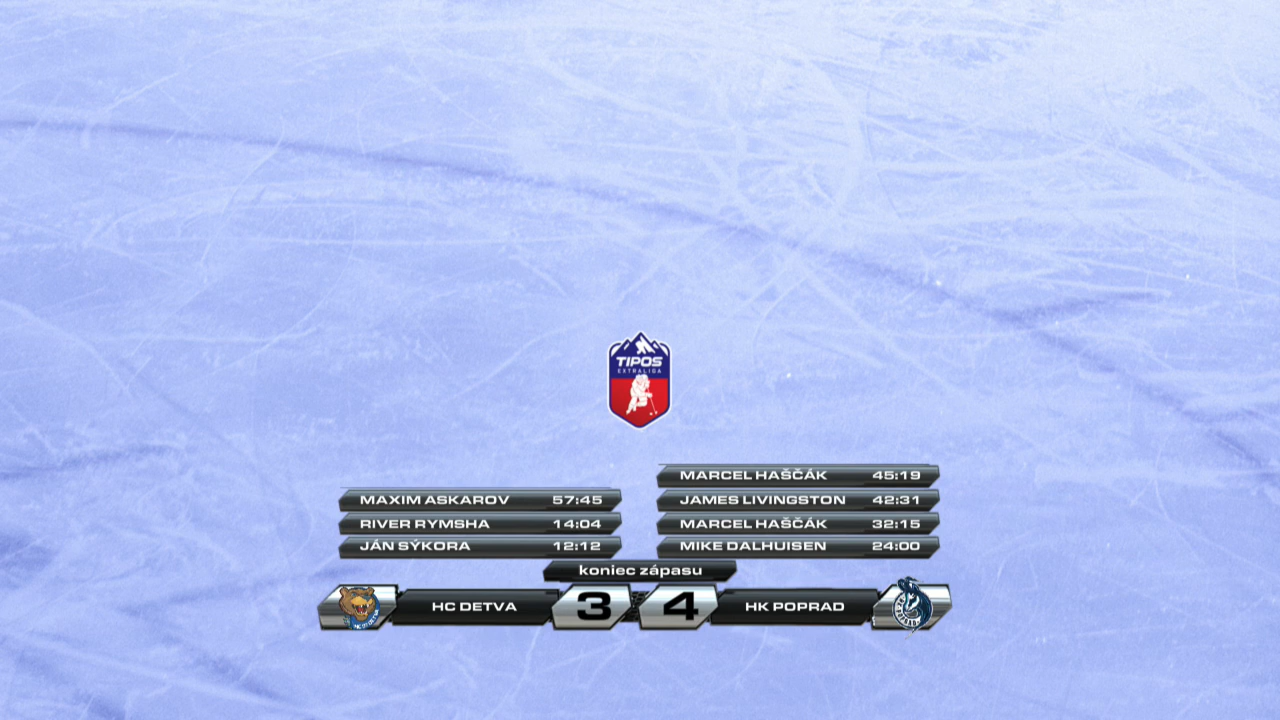 TIPOS
EXTRALIGA
MARCEL HAŠČÁK 45:19
MAXIM ASKAROV 57:45 JAMES LIVINGSTON 42:31
RIVER RYMSHA 14:04 MARCEL HAŠČÁK 32:15
JÁN SÝKORA 12:12 MIKE DALHUISEN 24:00
koniec zápasu
HC DETVA 3 4 HK POPRAD